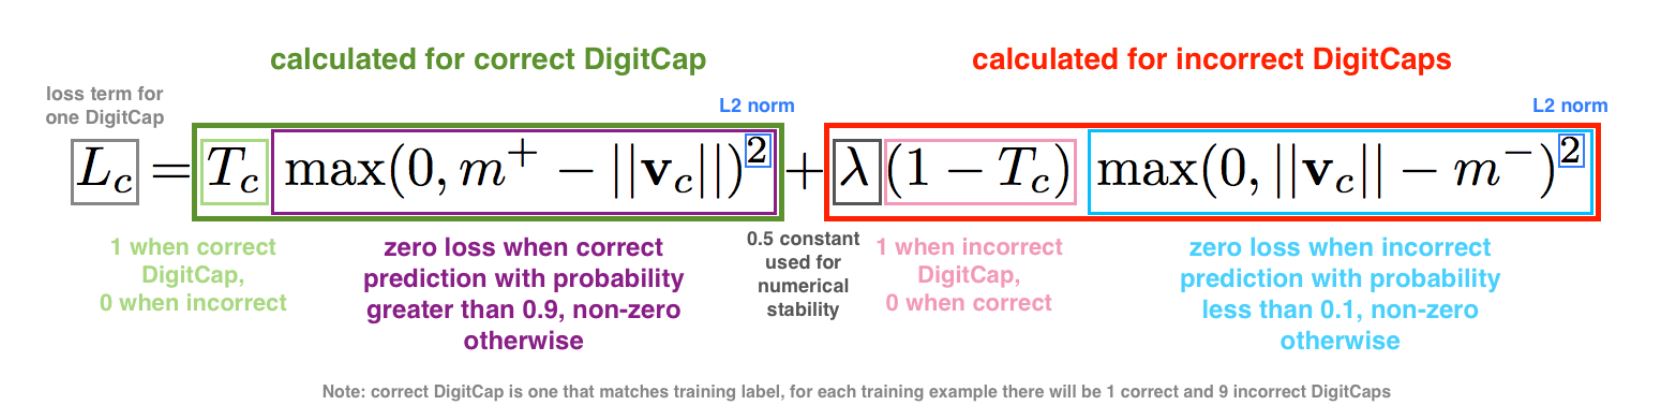 calculated for correct DigitCap
calculated for incorrect DigitCaps
loss term for
one DigitCap
L2 norm
L2 norm
L_c = T_c max(0, m^+ − ||v_c||)^2 + λ(1 − T_c) max(0, ||v_c|| − m^−)^2
1 when correct
DigitCap,
0 when incorrect
zero loss when correct
prediction with probability
greater than 0.9, non-zero
otherwise
0.5 constant
used for
numerical
stability
1 when incorrect
DigitCap,
0 when correct
zero loss when incorrect
prediction with probability
less than 0.1, non-zero
otherwise
Note: correct DigitCap is one that matches training label, for each training example there will be 1 correct and 9 incorrect DigitCaps